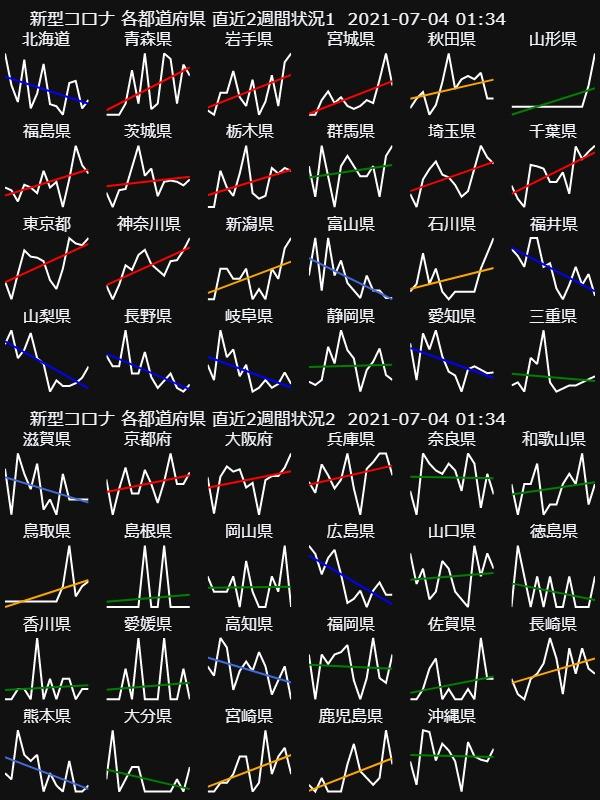 新型コロナ 各都道府県 直近2週間状況1 2021-07-04 01:34
北海道 青森県 岩手県 宮城県 秋田県 山形県
福島県 茨城県 栃木県 群馬県 埼玉県 千葉県
東京都 神奈川県 新潟県 富山県 石川県 福井県
山梨県 長野県 岐阜県 静岡県 愛知県 三重県
新型コロナ 各都道府県 直近2週間状況2 2021-07-04 01:34
滋賀県 京都府 大阪府 兵庫県 奈良県 和歌山県
鳥取県 島根県 岡山県 広島県 山口県 徳島県
香川県 愛媛県 高知県 福岡県 佐賀県 長崎県
熊本県 大分県 宮崎県 鹿児島県 沖縄県